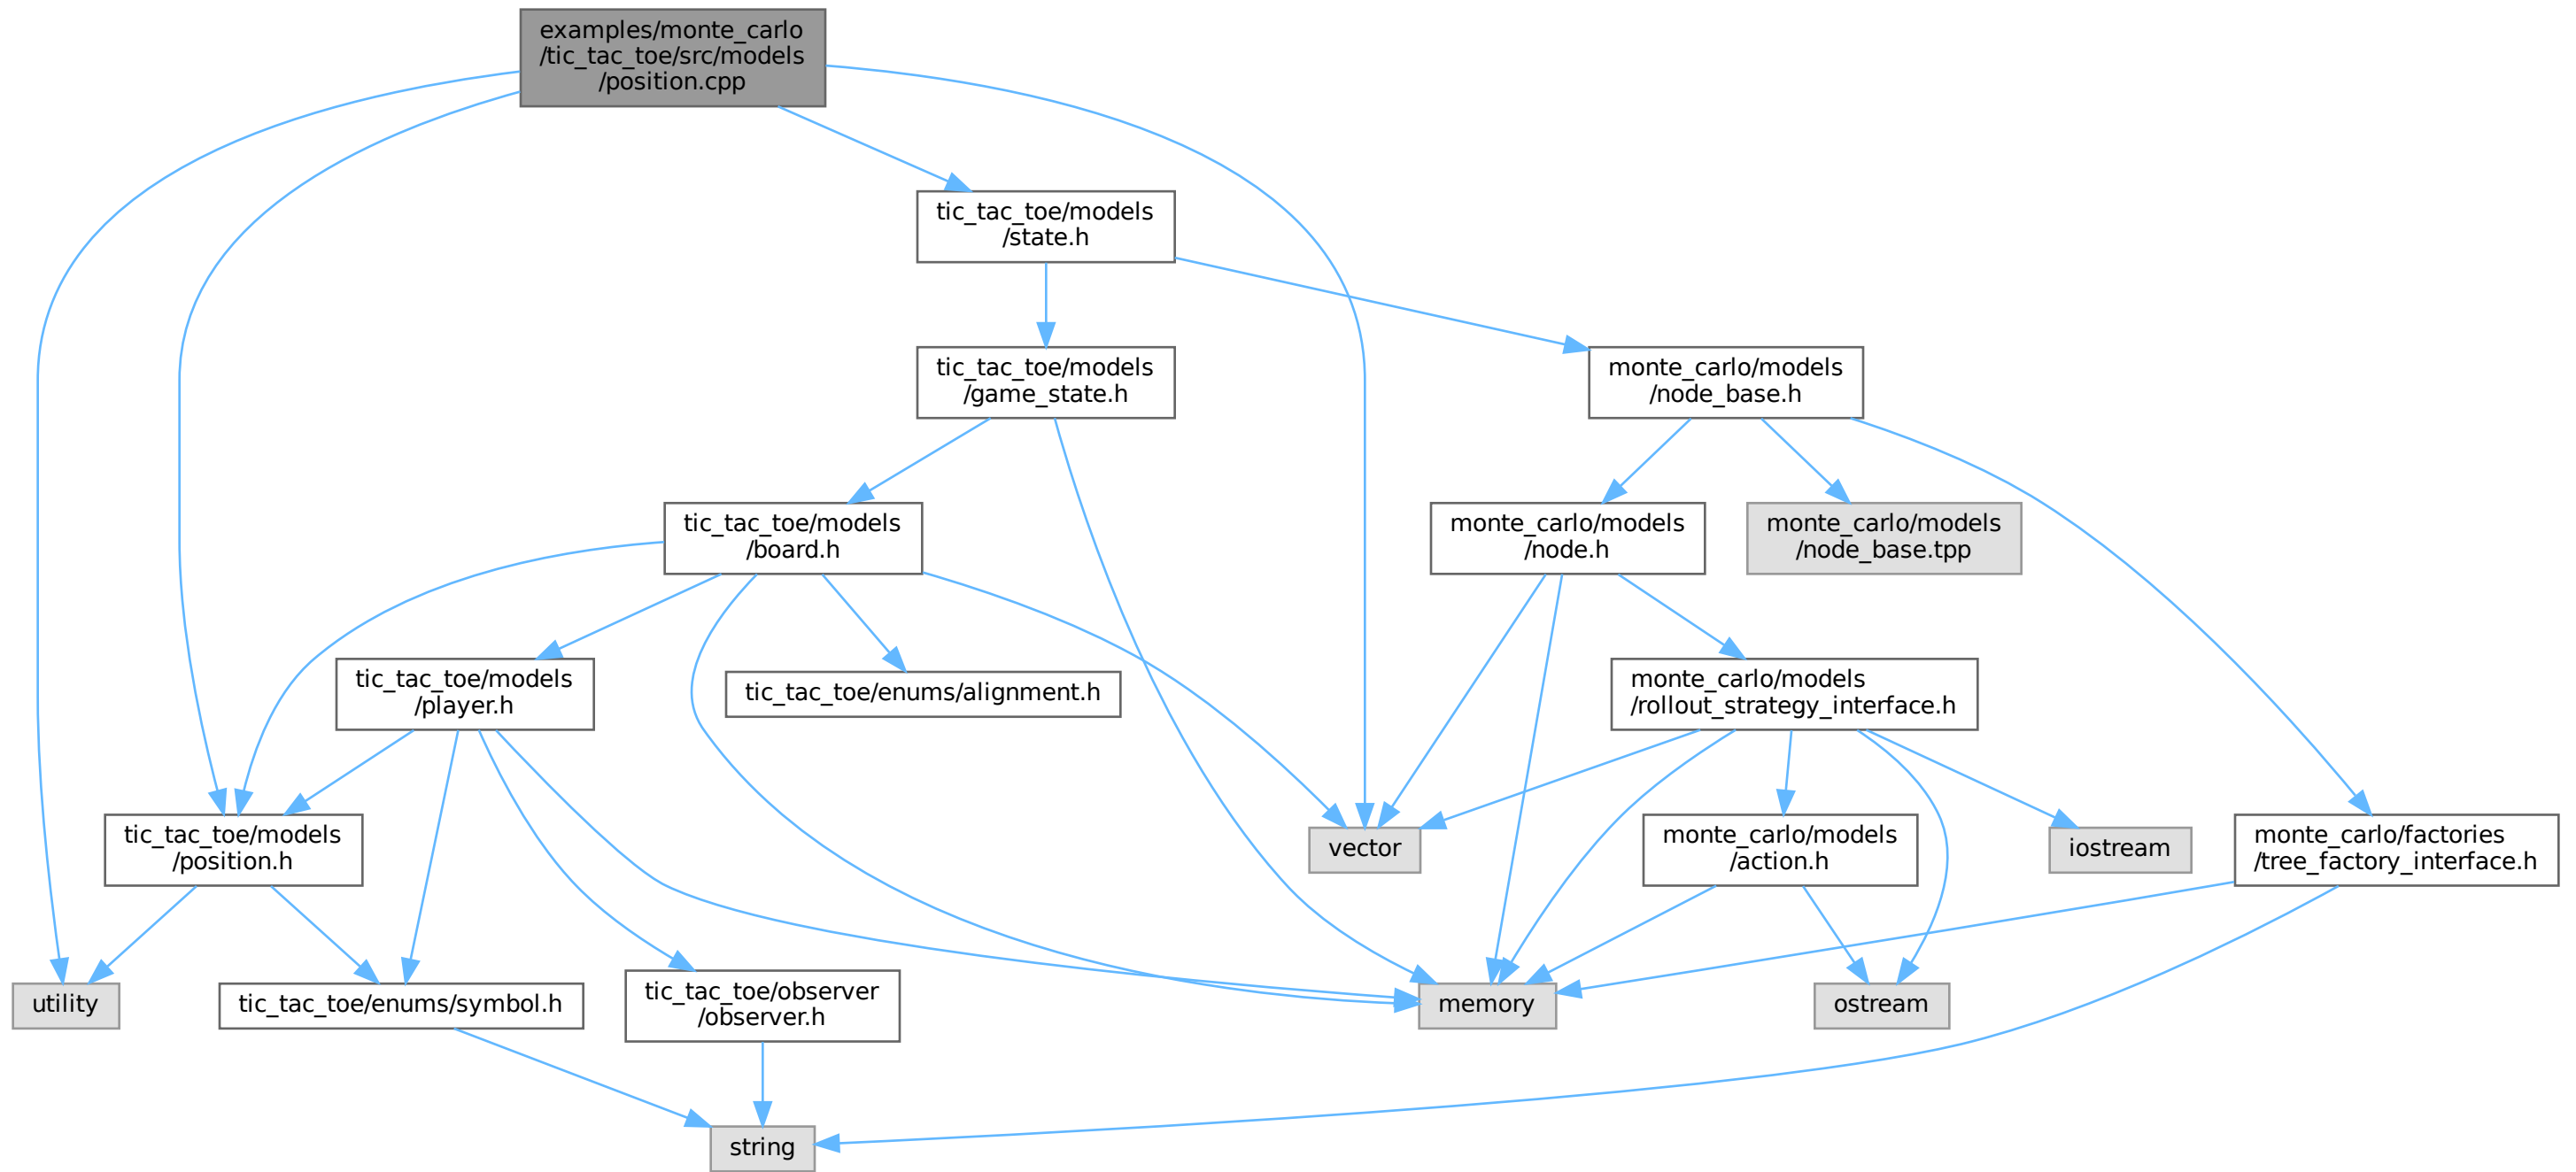 examples/monte_carlo
/tic_tac_toe/src/models
/position.cpp
tic_tac_toe/models
/state.h
tic_tac_toe/models
/game_state.h
monte_carlo/models
/node_base.h
tic_tac_toe/models
/board.h
monte_carlo/models
/node.h
monte_carlo/models
/node_base.tpp
tic_tac_toe/models
/player.h
tic_tac_toe/enums/alignment.h
monte_carlo/models
/rollout_strategy_interface.h
tic_tac_toe/models
/position.h
vector
monte_carlo/models
/action.h
iostream
monte_carlo/factories
/tree_factory_interface.h
utility
tic_tac_toe/enums/symbol.h
tic_tac_toe/observer
/observer.h
memory
ostream
string